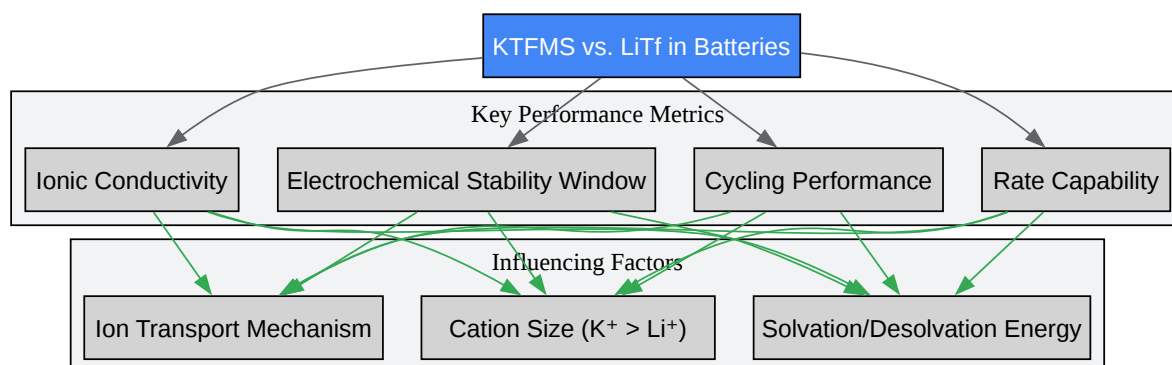 KTFMS vs. LiTf in Batteries
Key Performance Metrics
Ionic Conductivity
Electrochemical Stability Window
Cycling Performance
Rate Capability
Influencing Factors
Ion Transport Mechanism
Cation Size (K⁺ > Li⁺)
Solvation/Desolvation Energy